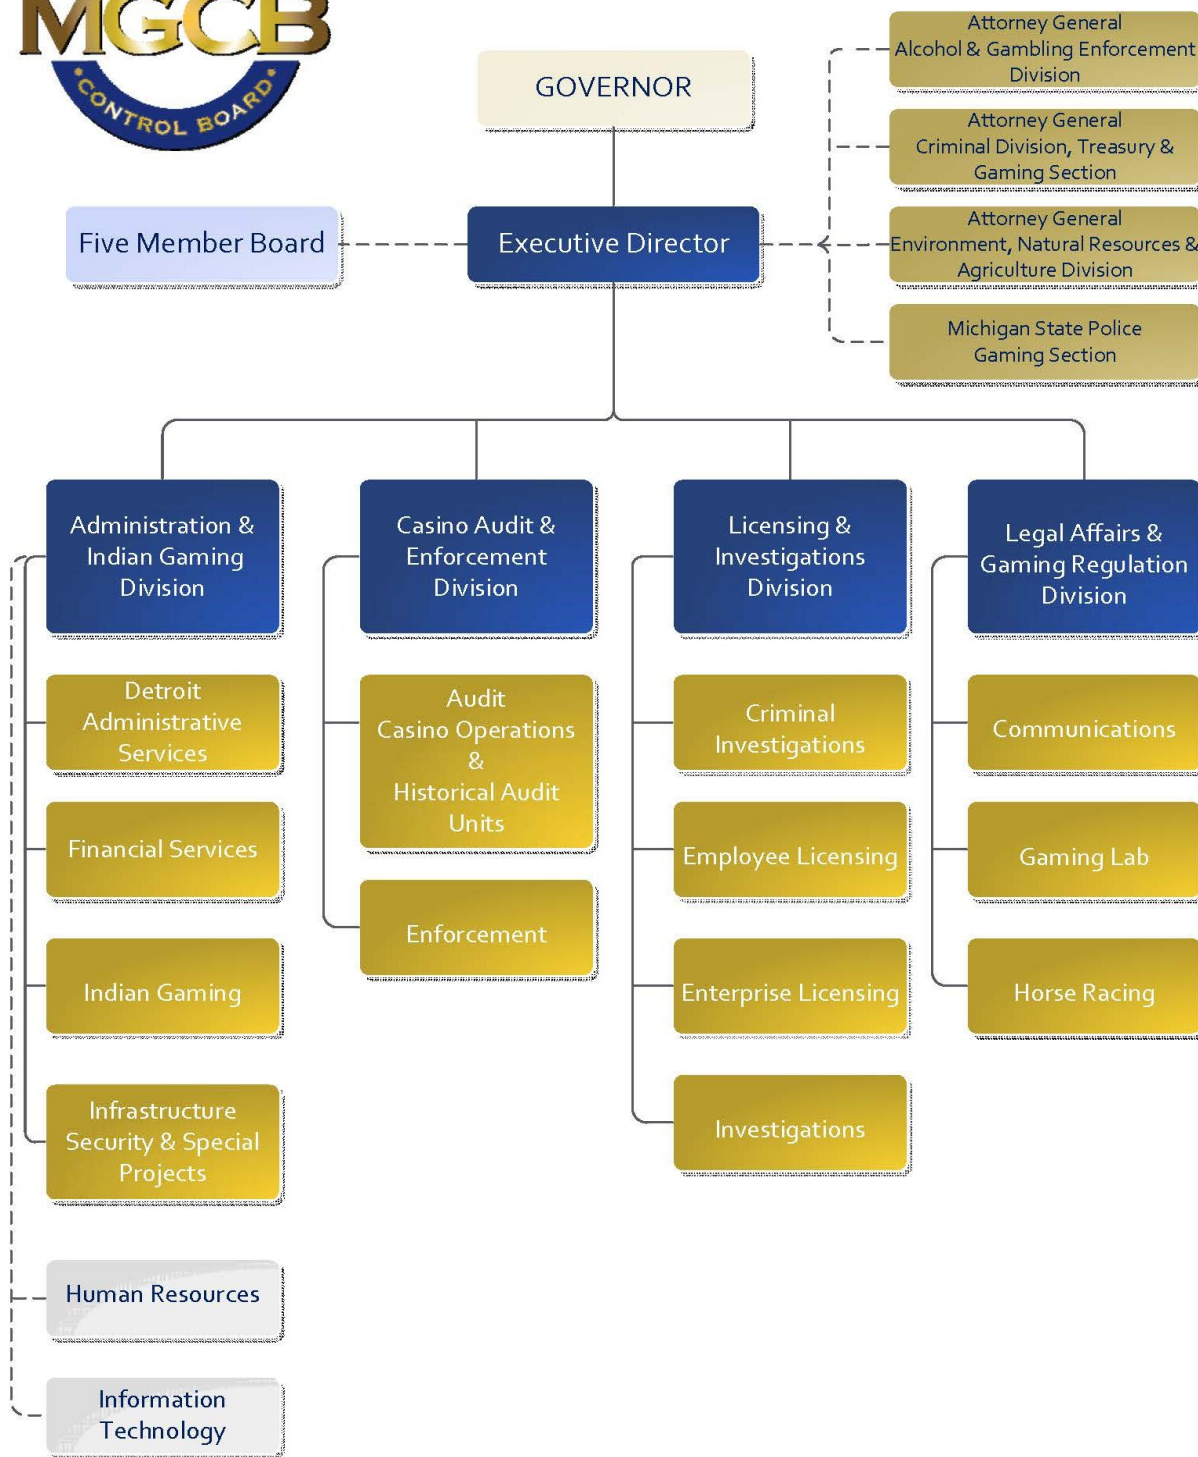 MGCB
CONTROL BOARD
GOVERNOR
Attorney General
Alcohol & Gambling Enforcement
Division
Attorney General
Criminal Division, Treasury &
Gaming Section
Five Member Board
Executive Director
Attorney General
Environment, Natural Resources &
Agriculture Division
Michigan State Police
Gaming Section
Administration &
Indian Gaming
Division
Detroit
Administrative
Services
Financial Services
Indian Gaming
Infrastructure
Security & Special
Projects
Human Resources
Information
Technology
Casino Audit &
Enforcement
Division
Audit
Casino Operations
&
Historical Audit
Units
Enforcement
Licensing &
Investigations
Division
Criminal
Investigations
Employee Licensing
Enterprise Licensing
Investigations
Legal Affairs &
Gaming Regulation
Division
Communications
Gaming Lab
Horse Racing